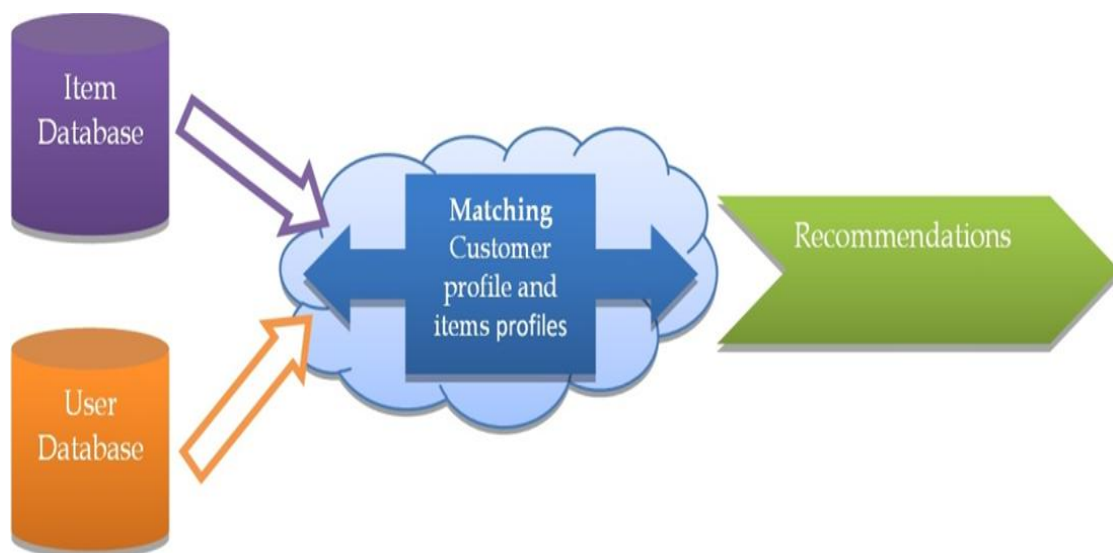 Item
Database
User
Database
Matching
Customer
profile and
items profiles
Recommendations